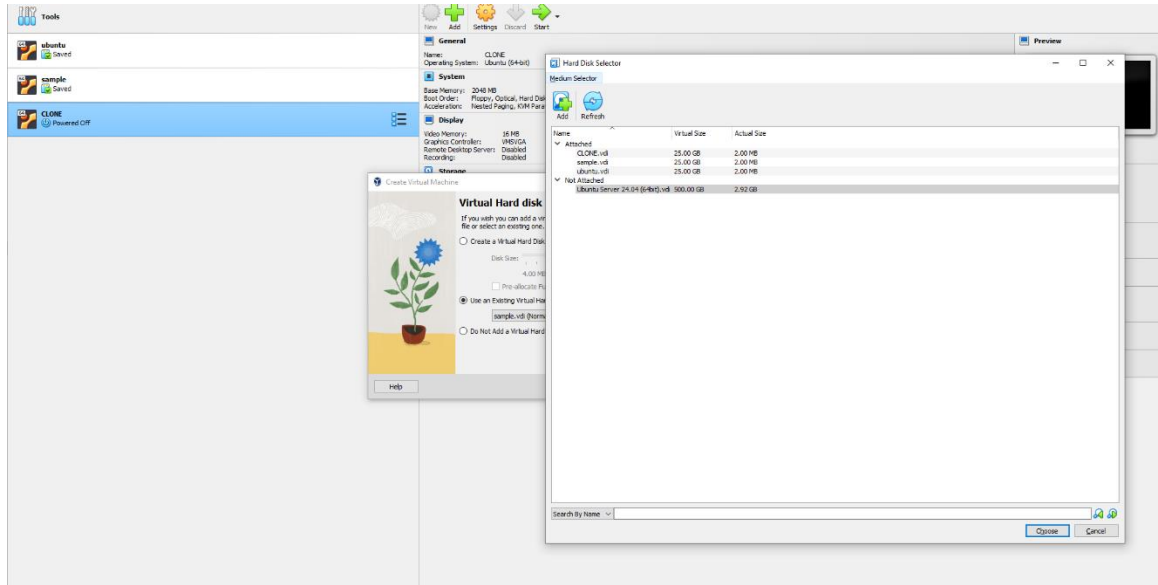 Tools
New Add Settings Discard Start
ubuntu
Saved
sample
Saved
CLONE
Powered Off
General
Name: CLONE
Operating System: Ubuntu (64-bit)
System
Base Memory: 2048 MB
Boot Order: Floppy, Optical, Hard Disk
Acceleration: Nested Paging, KVM Para
Display
Video Memory: 16 MB
Graphics Controller: VMSVGA
Remote Desktop Server: Disabled
Recording: Disabled
Storage
Preview
Create Virtual Machine
Virtual Hard disk
If you wish you can add a vir
file or select an existing one.
Create a Virtual Hard Disk
Disk Size:
4.00 MB
Pre-allocate Fu
Use an Existing Virtual Har
sample.vdi (Norma
Do Not Add a Virtual Hard
Help
Hard Disk Selector
Medium Selector
Add Refresh
Name Virtual Size Actual Size
Attached
CLONE.vdi 25.00 GB 2.00 MB
sample.vdi 25.00 GB 2.00 MB
ubuntu.vdi 25.00 GB 2.00 MB
Not Attached
Ubuntu Server 24.04 (64bit).vdi 500.00 GB 2.92 GB
Search By Name
Choose Cancel